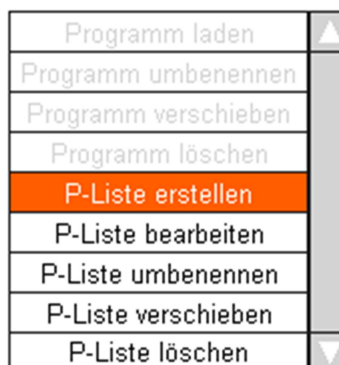 Programm laden
Programm umbenennen
Programm verschieben
Programm löschen
P-Liste erstellen
P-Liste bearbeiten
P-Liste umbenennen
P-Liste verschieben
P-Liste löschen